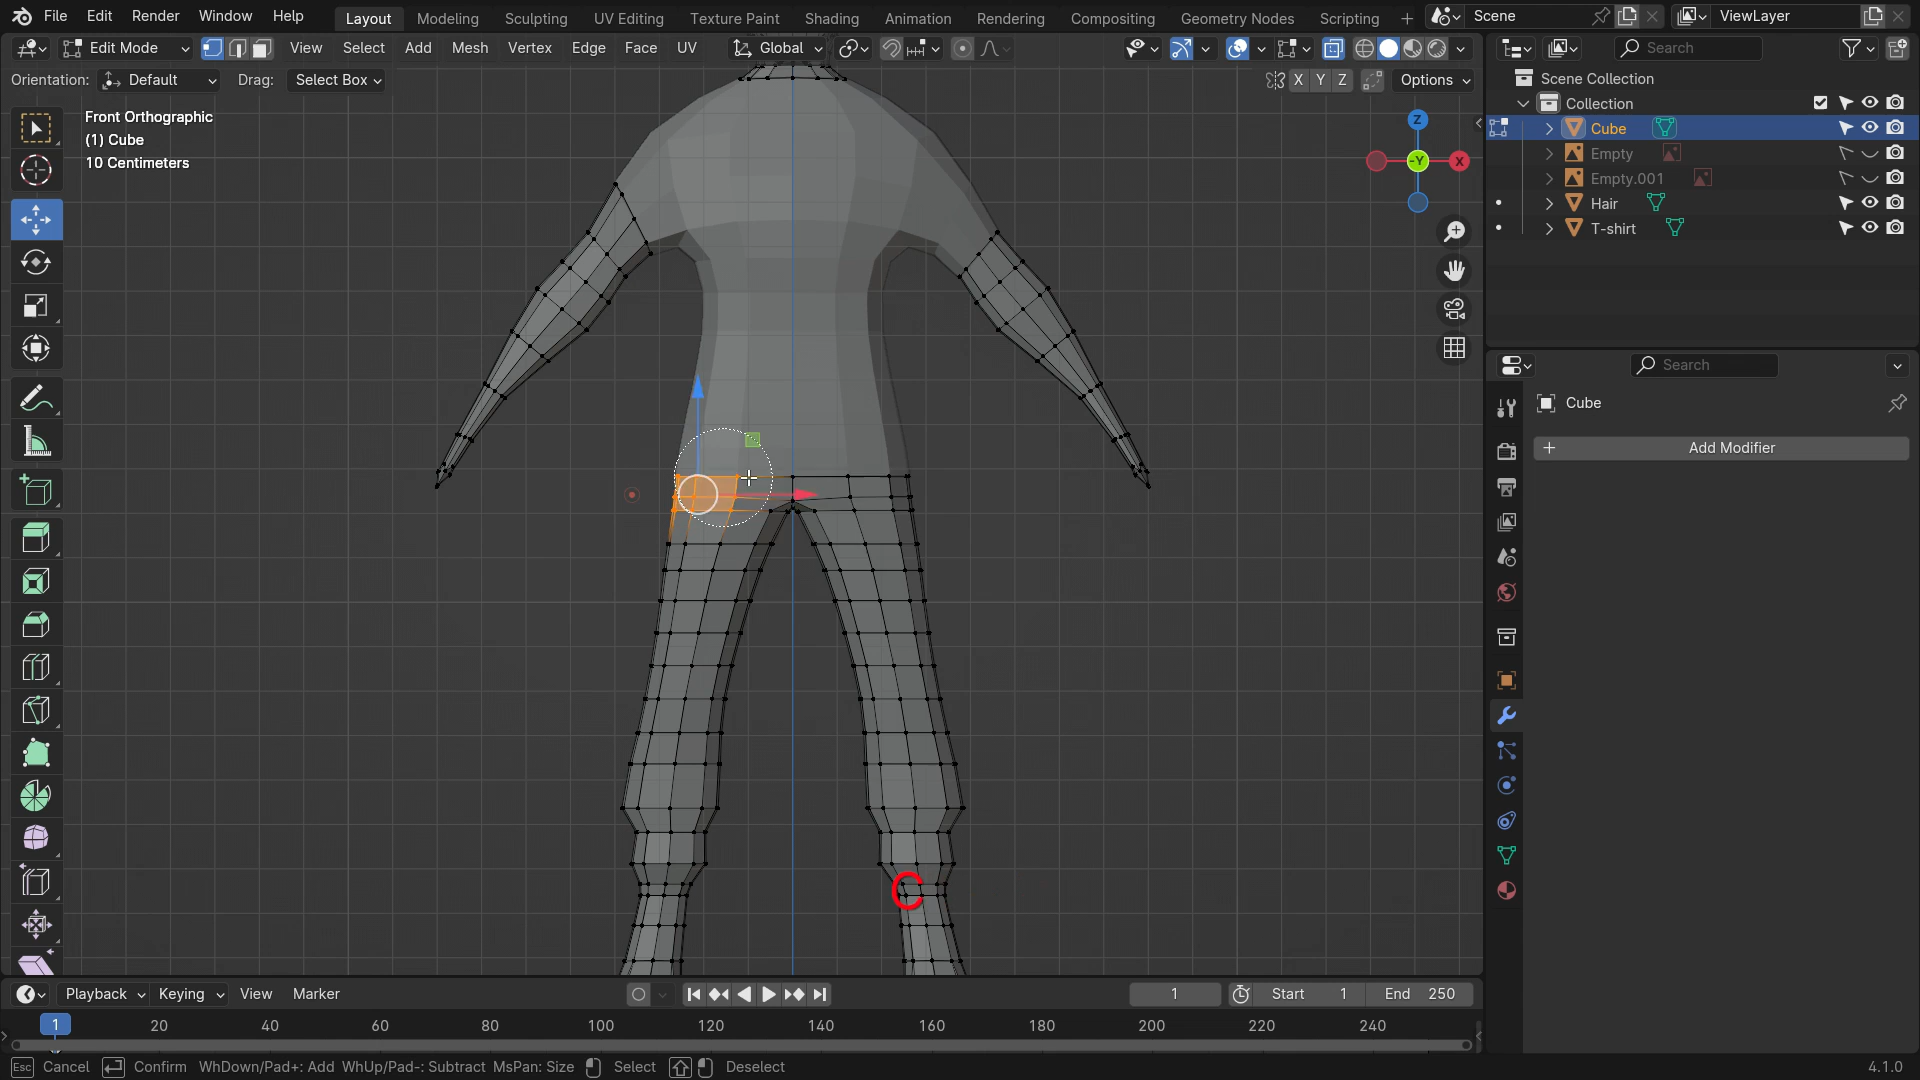 File Edit Render Window Help Layout Modeling Sculpting UV Editing Texture Paint Shading Animation Rendering Compositing Geometry Nodes Scripting + Scene ViewLayer
Edit Mode View Select Add Mesh Vertex Edge Face UV Global Search
Orientation: Default Drag: Select Box X Y Z Options
Scene Collection
Collection
Cube
Empty
Empty.001
Hair
T-shirt
Front Orthographic
(1) Cube
10 Centimeters
Z
-Y
X
Search
Cube
+ Add Modifier
Playback Keying View Marker 1 Start 1 End 250
1 20 40 60 80 100 120 140 160 180 200 220 240
Esc Cancel Confirm WhDown/Pad+: Add WhUp/Pad-: Subtract MsPan: Size Select Deselect 4.1.0